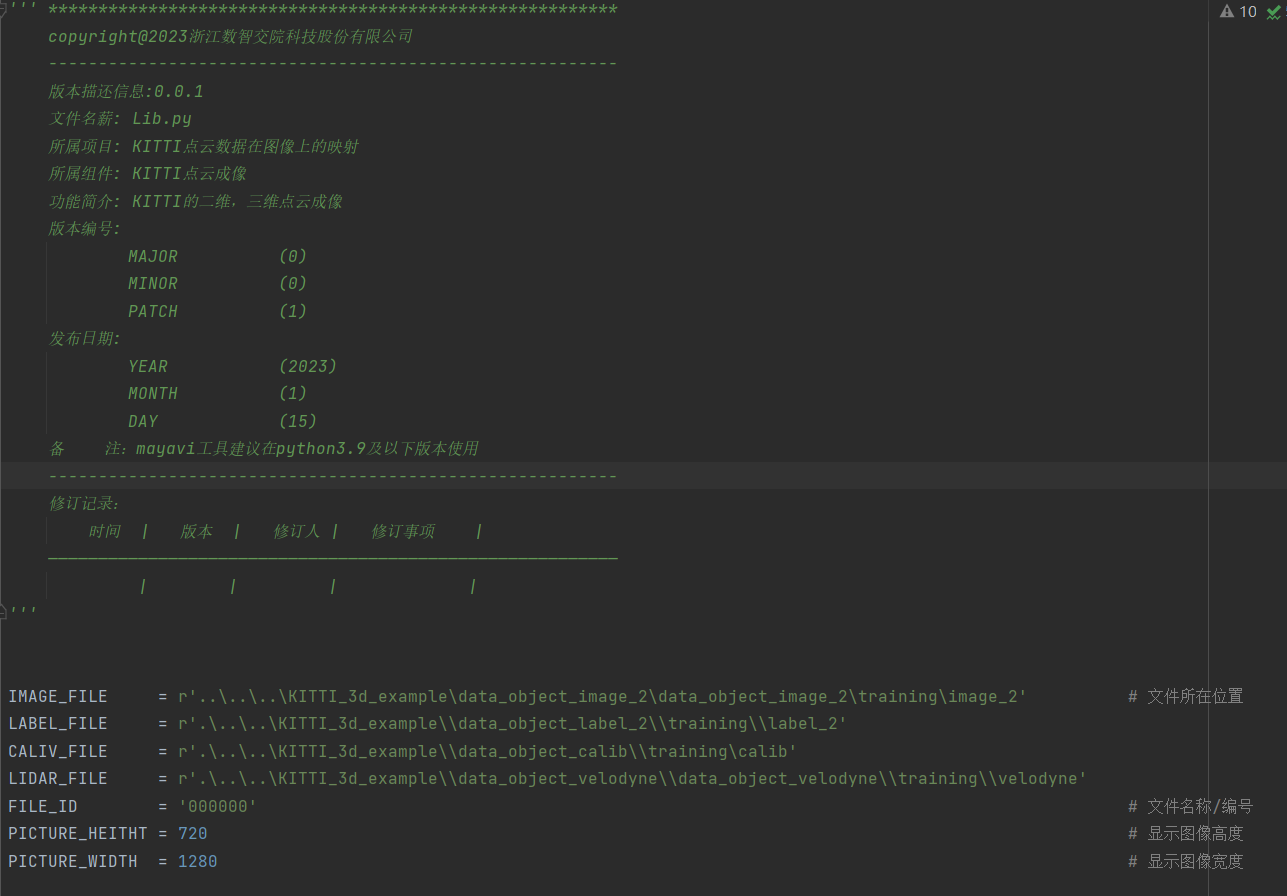 ''' *********************************************************
copyright@2023浙江数智交院科技股份有限公司
---------------------------------------------------------
版本描还信息:0.0.1
文件名薪: Lib.py
所属项目: KITTI点云数据在图像上的映射
所属组件: KITTI点云成像
功能简介: KITTI的二维，三维点云成像
版本编号:
MAJOR (0)
MINOR (0)
PATCH (1)
发布日期:
YEAR (2023)
MONTH (1)
DAY (15)
备 注：mayavi工具建议在python3.9及以下版本使用
---------------------------------------------------------
修订记录：
时间 | 版本 | 修订人 | 修订事项 |
—————————————————————————————————————————————————————————
| | | |
'''
IMAGE_FILE = r'..\..\..\KITTI_3d_example\data_object_image_2\data_object_image_2\training\image_2' # 文件所在位置
LABEL_FILE = r'.\..\..\KITTI_3d_example\\data_object_label_2\\training\\label_2'
CALIV_FILE = r'.\..\..\KITTI_3d_example\\data_object_calib\\training\calib'
LIDAR_FILE = r'.\..\..\KITTI_3d_example\\data_object_velodyne\\data_object_velodyne\\training\\velodyne'
FILE_ID = '000000' # 文件名称/编号
PICTURE_HEITHT = 720 # 显示图像高度
PICTURE_WIDTH = 1280 # 显示图像宽度
10